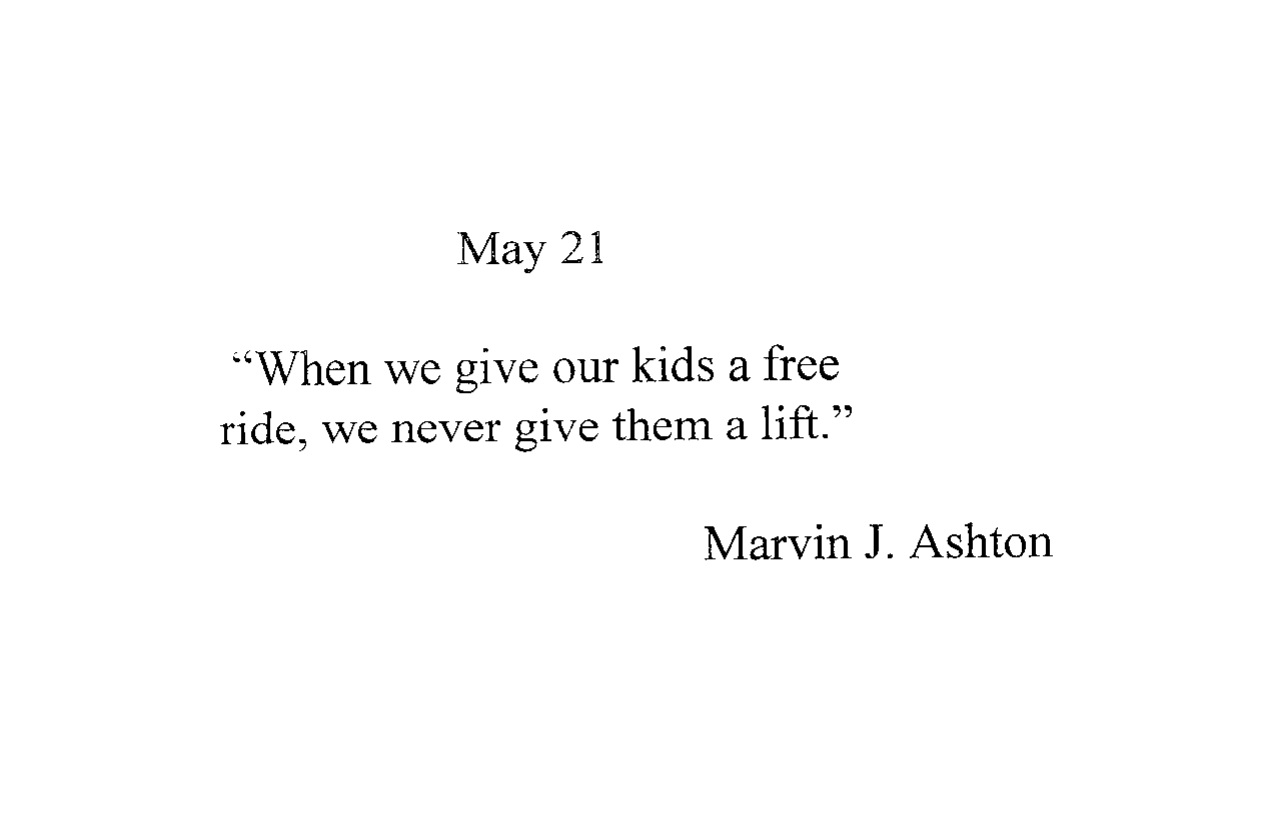 May 21
“When we give our kids a free
ride, we never give them a lift.”
Marvin J. Ashton